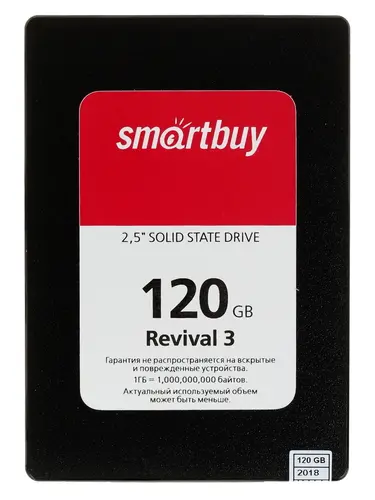 smartbuy
2,5" SOLID STATE DRIVE
120 GB
Revival 3
Гарантия не распространяется на вскрытые
и поврежденные устройства.
1ГБ = 1,000,000,000 байтов.
Актуальный используемый объем
может быть меньше.
120 GB
2018